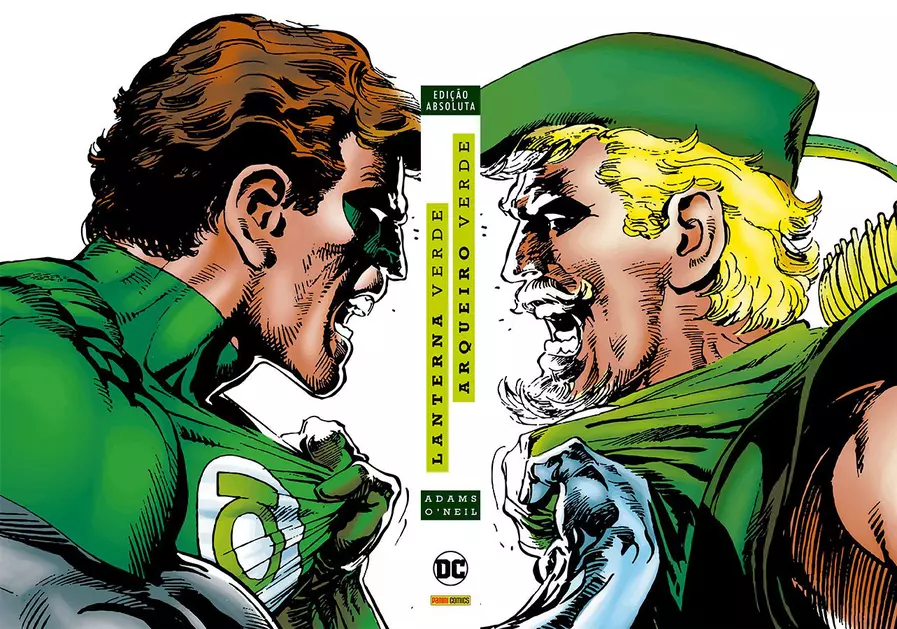 EDIÇÃO
ABSOLUTA
LANTERNA VERDE
ARQUEIRO VERDE
ADAMS
O'NEIL
DC
PANINI COMICS